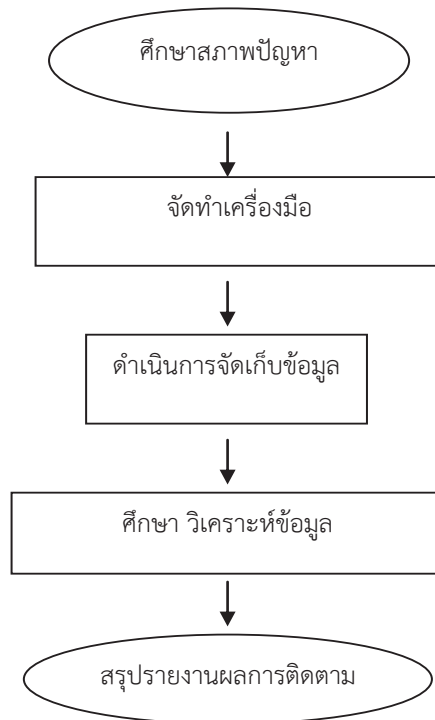 ศึกษาสภาพปัญหา
จัดทำเครื่องมือ
ดำเนินการจัดเก็บข้อมูล
ศึกษา วิเคราะห์ข้อมูล
สรุปรายงานผลการติดตาม